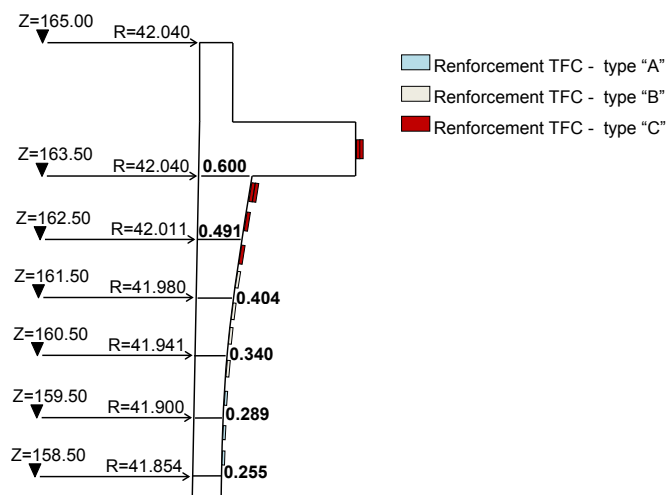 Z=165.00 R=42.040
Renforcement TFC - type “A”
Renforcement TFC - type “B”
Renforcement TFC - type “C”
Z=163.50 R=42.040 0.600
Z=162.50 R=42.011 0.491
Z=161.50 R=41.980 0.404
Z=160.50 R=41.941 0.340
Z=159.50 R=41.900 0.289
Z=158.50 R=41.854 0.255